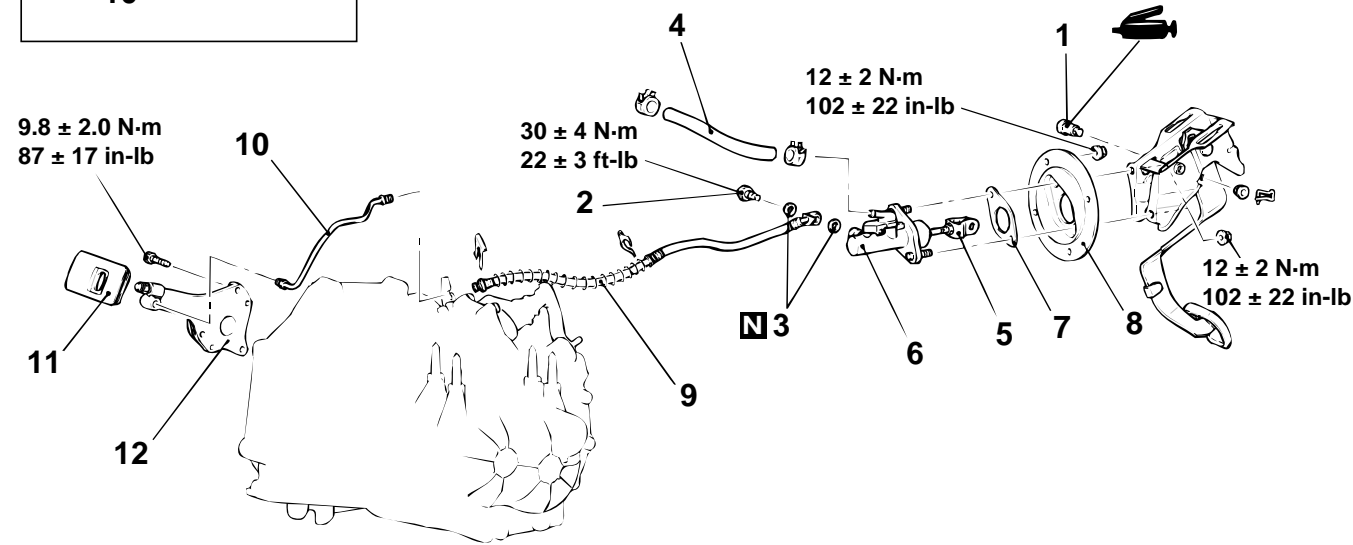 4
1
12 ± 2 N·m
102 ± 22 in-lb
9.8 ± 2.0 N·m
87 ± 17 in-lb
10
30 ± 4 N·m
22 ± 3 ft-lb
2
12 ± 2 N·m
102 ± 22 in-lb
N 3
5
7
8
6
11
9
12